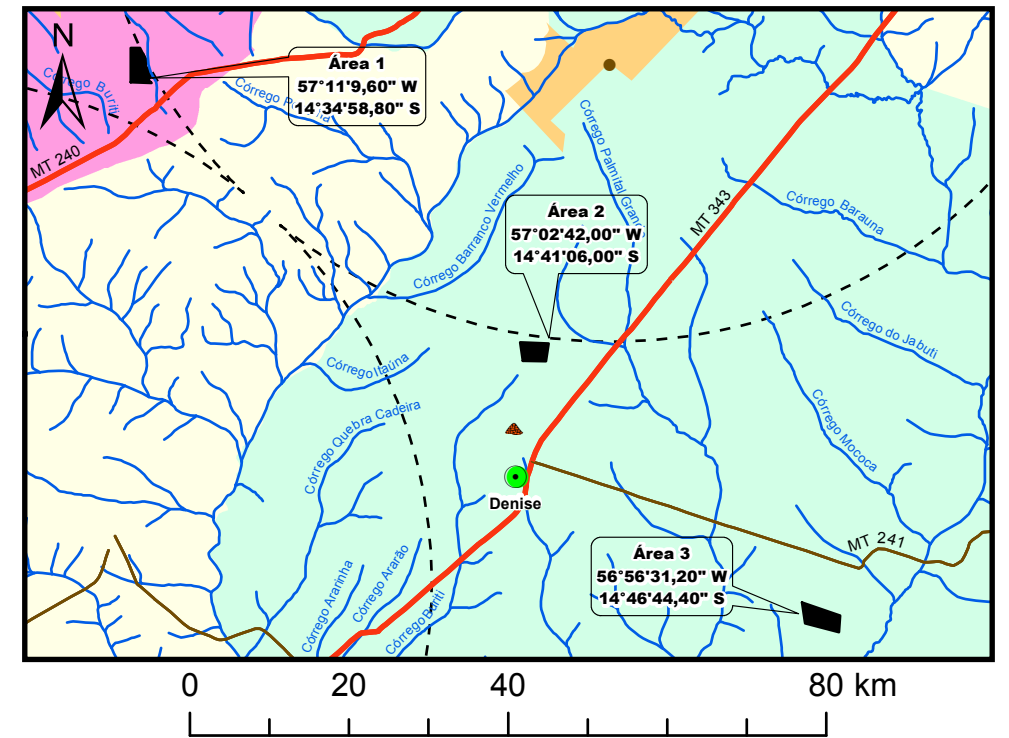 N
Área 1
57°11'9,60" W
14°34'58,80" S
Córrego Buriti
Córrego
MT 240
Córrego Palmital Grande
Córrego Barranco Vermelho
Área 2
57°02'42,00" W
14°41'06,00" S
MT 343
Córrego Barauna
Córrego do Jabuti
Córrego Itaúna
Córrego Quebra Cadeira
Córrego Mococa
Denise
MT 241
Área 3
56°56'31,20" W
14°46'44,40" S
Córrego Ararinha
Córrego Ararão
Córrego Buriti
0 20 40 80 km